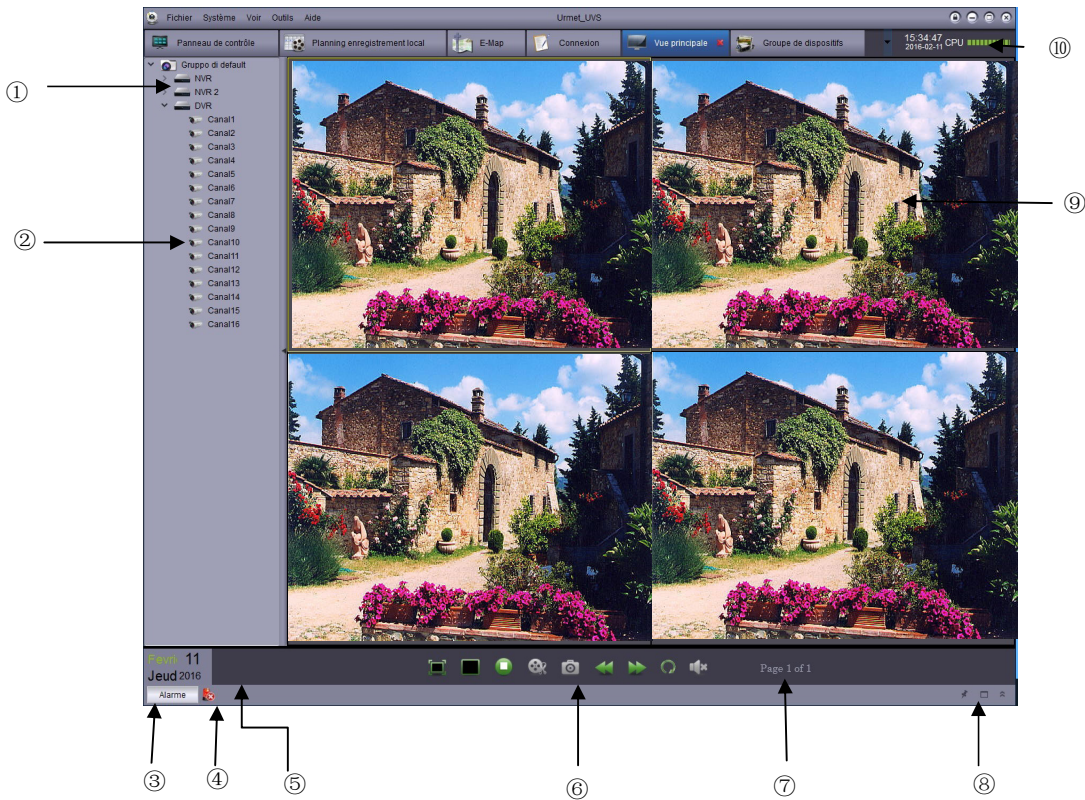 Fichier Système Voir Outils Aide Urmet_UVS
Panneau de contrôle Planning enregistrement local E-Map Connexion Vue principale Groupe de dispositifs 15:34:47 CPU
2016-02-11
⑩
Gruppo di default
① NVR
NVR 2
DVR
Canal1
Canal2
Canal3
Canal4
Canal5
Canal6
Canal7
⑨
Canal8
Canal9
② Canal10
Canal11
Canal12
Canal13
Canal14
Canal15
Canal16
Favri 11
Jeud 2016
Page 1 of 1
Alarme
③ ④ ⑤ ⑥ ⑦ ⑧